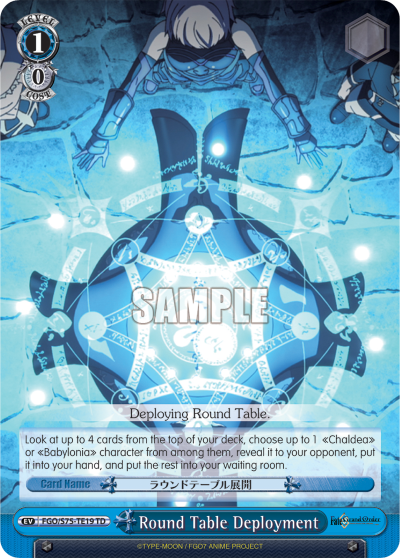 LEVEL
1
0
COST
SAMPLE
Deploying Round Table.
Look at up to 4 cards from the top of your deck, choose up to 1 «Chaldea»
or «Babylonia» character from among them, reveal it to your opponent, put
it into your hand, and put the rest into your waiting room.
Card Name ラウンドテーブル展開
EV FGO/S75-TE19 TD Round Table Deployment Fate/Grand Order
©TYPE-MOON / FGO7 ANIME PROJECT